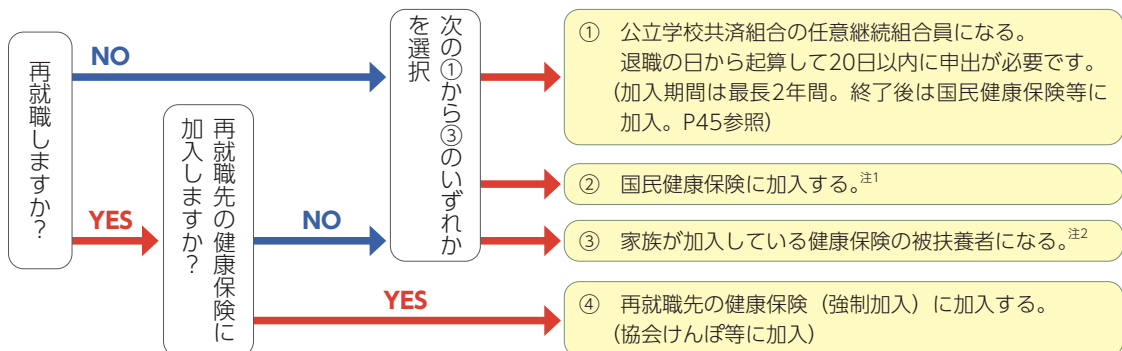 再就職しますか？
NO
YES
再就職先の健康保険に
加入しますか？
NO
YES
次の①から③のいずれか
を選択
① 公立学校共済組合の任意継続組合員になる。
退職の日から起算して20日以内に申出が必要です。
(加入期間は最長2年間。終了後は国民健康保険等に
加入。P45参照)
② 国民健康保険に加入する。注1
③ 家族が加入している健康保険の被扶養者になる。注2
④ 再就職先の健康保険（強制加入）に加入する。
(協会けんぽ等に加入)